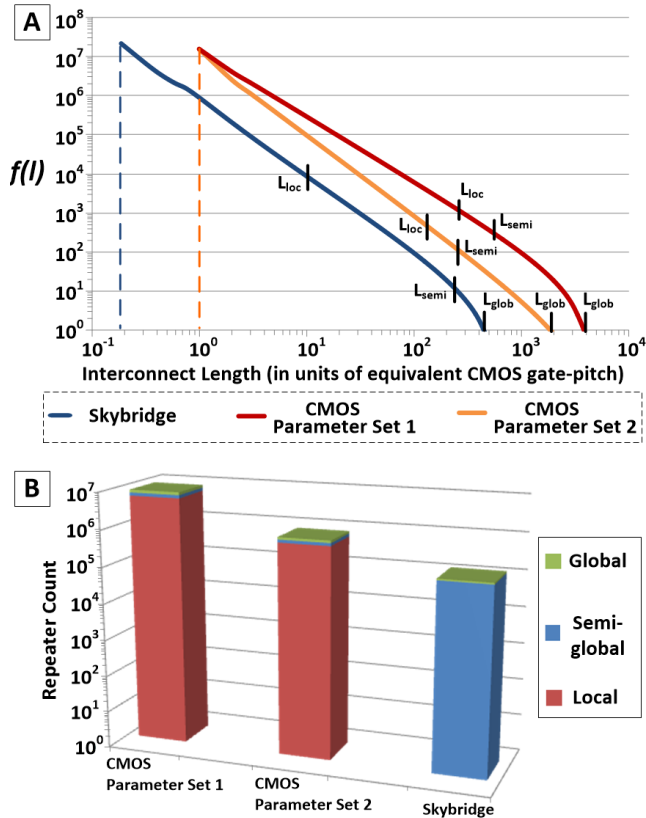 A
10^8
10^7
10^6
10^5
10^4
10^3
10^2
10^1
10^0
f(l)
L_loc
L_loc
L_loc
L_semi
L_semi
L_semi
L_glob
L_glob
L_glob
10^-1
10^0
10^1
10^2
10^3
10^4
Interconnect Length (in units of equivalent CMOS gate-pitch)
Skybridge
CMOS
Parameter Set 1
CMOS
Parameter Set 2
B
10^7
10^6
10^5
10^4
10^3
10^2
10^1
10^0
Repeater Count
CMOS
Parameter Set 1
CMOS
Parameter Set 2
Skybridge
Global
Semi-
global
Local